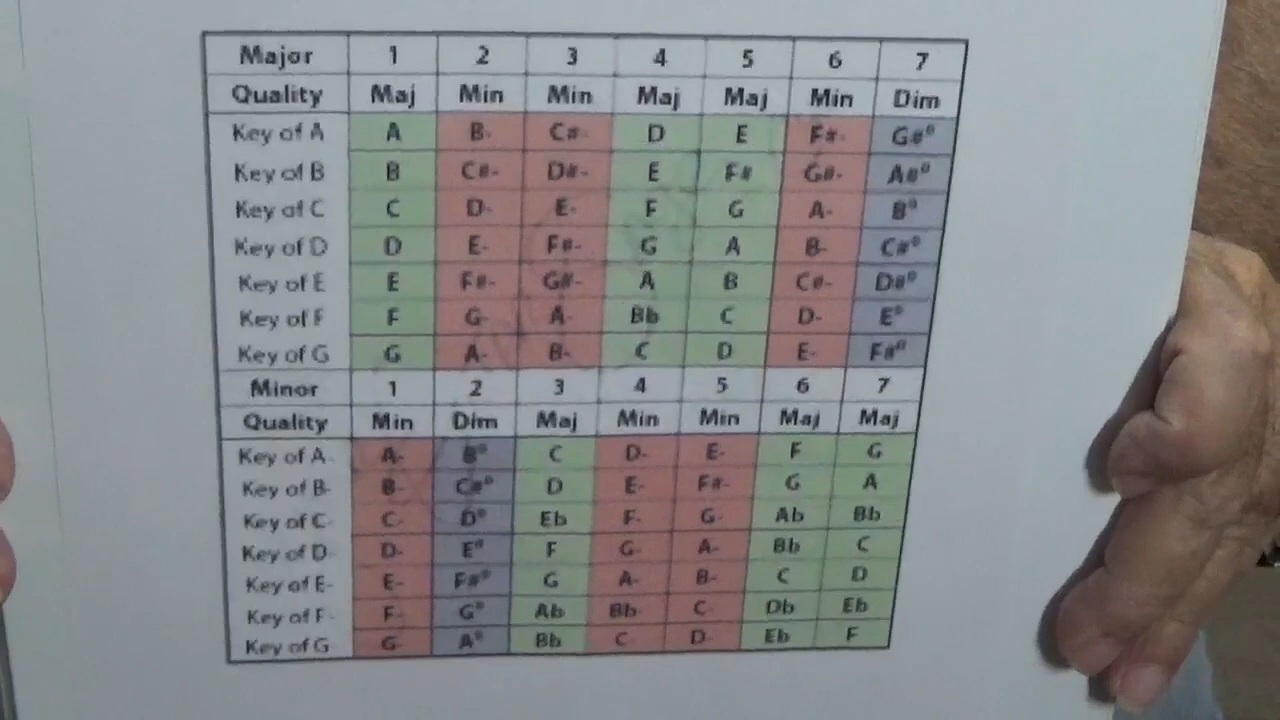 Major 1 2 3 4 5 6 7
Quality Maj Min Min Maj Maj Min Dim
Key of A A B- C#- D E F#- G#°
Key of B B C#- D#- E F# G#- A#°
Key of C C D- E- F G A- B°
Key of D D E- F#- G A B- C#°
Key of E E F#- G#- A B C#- D#°
Key of F F G- A- Bb C D- E°
Key of G G A- B- C D E- F#°
Minor 1 2 3 4 5 6 7
Quality Min Dim Maj Min Min Maj Maj
Key of A- A- B° C D- E- F G
Key of B- B- C#° D E- F#- G A
Key of C- C- D° Eb F- G- Ab Bb
Key of D- D- E° F G- A- Bb C
Key of E- E- F#° G A- B- C D
Key of F- F- G° Ab Bb- C- Db Eb
Key of G G- A° Bb C- D- Eb F